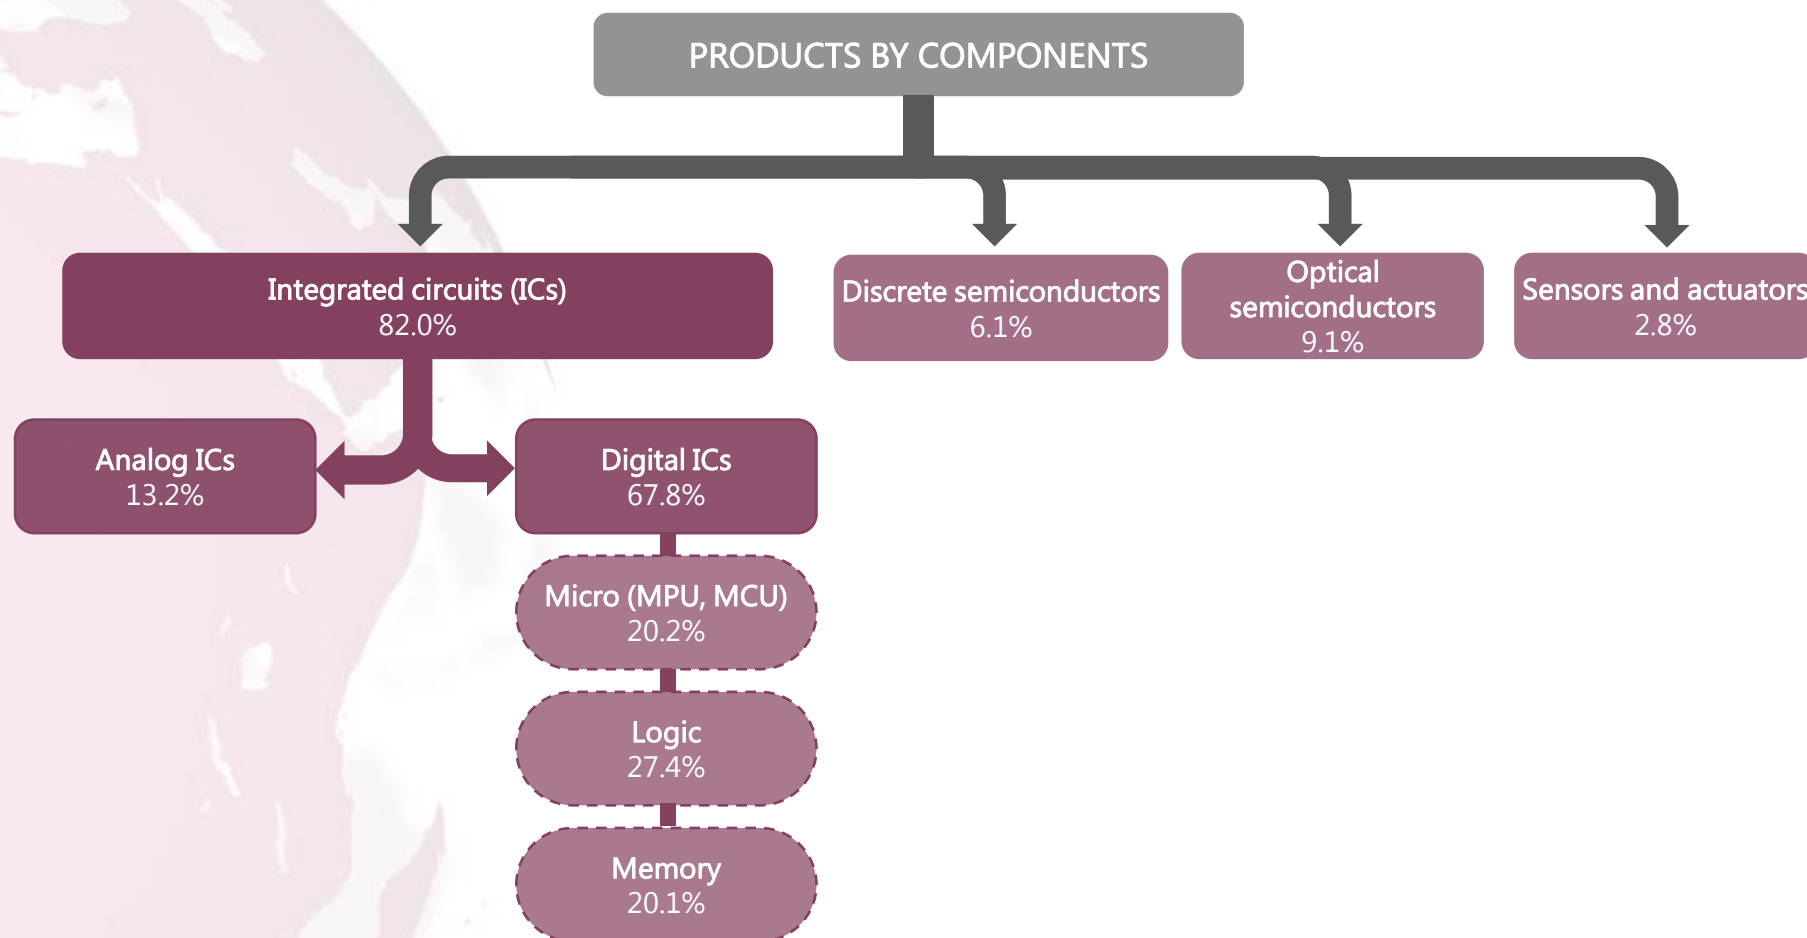 PRODUCTS BY COMPONENTS
Integrated circuits (ICs)
82.0%
Discrete semiconductors
6.1%
Optical
semiconductors
9.1%
Sensors and actuators
2.8%
Analog ICs
13.2%
Digital ICs
67.8%
Micro (MPU, MCU)
20.2%
Logic
27.4%
Memory
20.1%